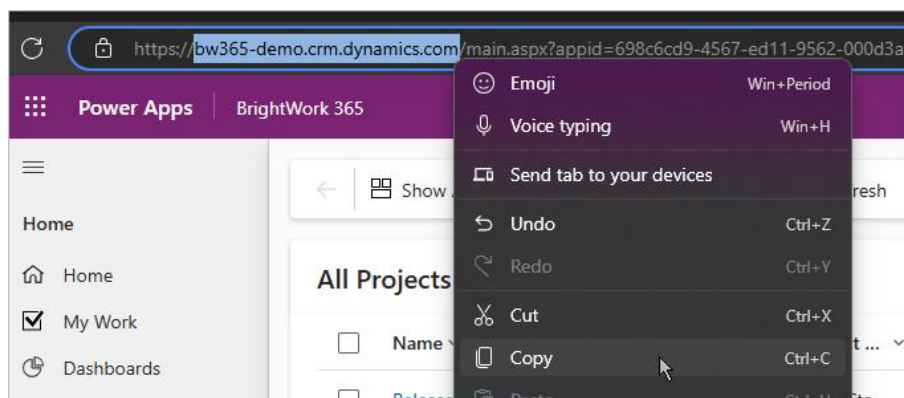 https://bw365-demo.crm.dynamics.com/main.aspx?appid=698c6cd9-4567-ed11-9562-000d3a
Power Apps BrightWork 365
Emoji Win+Period
Voice typing Win+H
Send tab to your devices
Show
resh
Undo Ctrl+Z
Redo Ctrl+Y
Cut Ctrl+X
Copy Ctrl+C
Home
Home
My Work
Dashboards
All Projects
Name
t ...